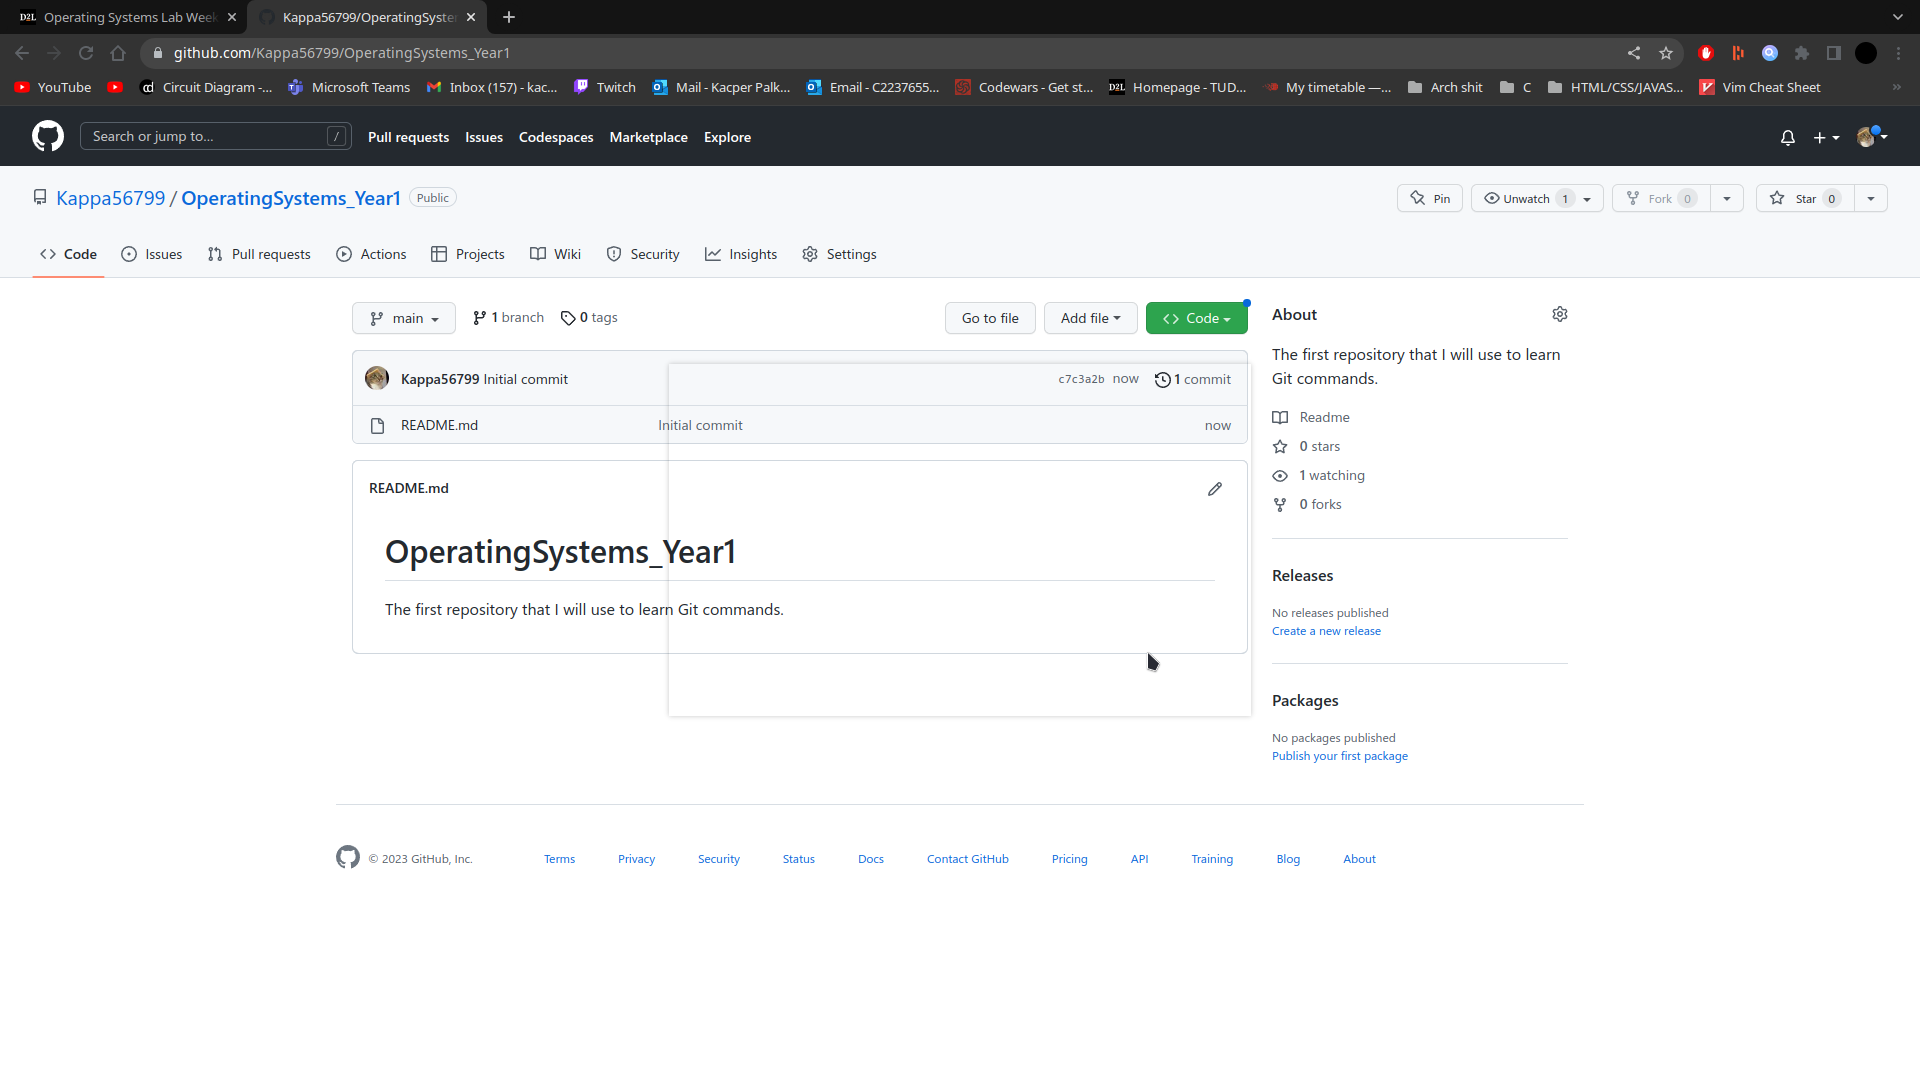 Operating Systems Lab Week
Kappa56799/OperatingSyste
github.com/Kappa56799/OperatingSystems_Year1
YouTube
Circuit Diagram -...
Microsoft Teams
Inbox (157) - kac...
Twitch
Mail - Kacper Palk...
Email - C2237655...
Codewars - Get st...
D2L Homepage - TUD...
My timetable —...
Arch shit
C
HTML/CSS/JAVAS...
Vim Cheat Sheet
Search or jump to... /
Pull requests
Issues
Codespaces
Marketplace
Explore
Kappa56799 / OperatingSystems_Year1 Public
Pin
Unwatch 1
Fork 0
Star 0
Code
Issues
Pull requests
Actions
Projects
Wiki
Security
Insights
Settings
main
1 branch
0 tags
Go to file
Add file
Code
Kappa56799 Initial commit
c7c3a2b now
1 commit
README.md
Initial commit
now
README.md
OperatingSystems_Year1
The first repository that I will use to learn Git commands.
About
The first repository that I will use to learn
Git commands.
Readme
0 stars
1 watching
0 forks
Releases
No releases published
Create a new release
Packages
No packages published
Publish your first package
© 2023 GitHub, Inc.
Terms
Privacy
Security
Status
Docs
Contact GitHub
Pricing
API
Training
Blog
About